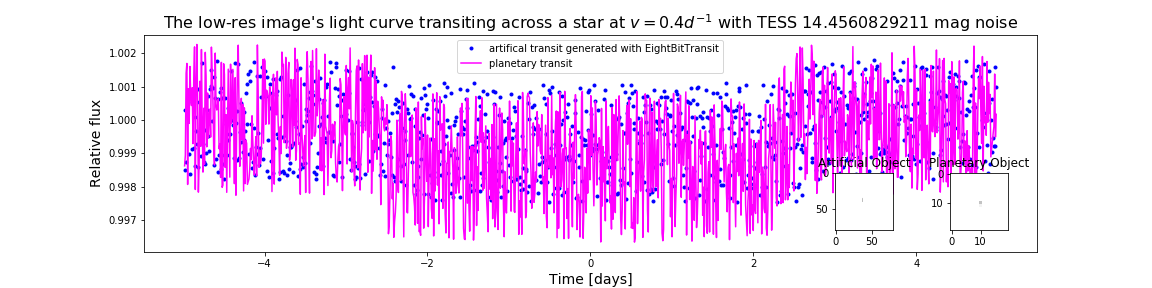 The low-res image's light curve transiting across a star at v = 0.4d⁻¹ with TESS 14.4560829211 mag noise
artifical transit generated with EightBitTransit
planetary transit
Relative flux
1.002
1.001
1.000
0.999
0.998
0.997
−4
−2
0
2
4
Time [days]
Artificial Object
0
50
0
50
Planetary Object
0
10
0
10